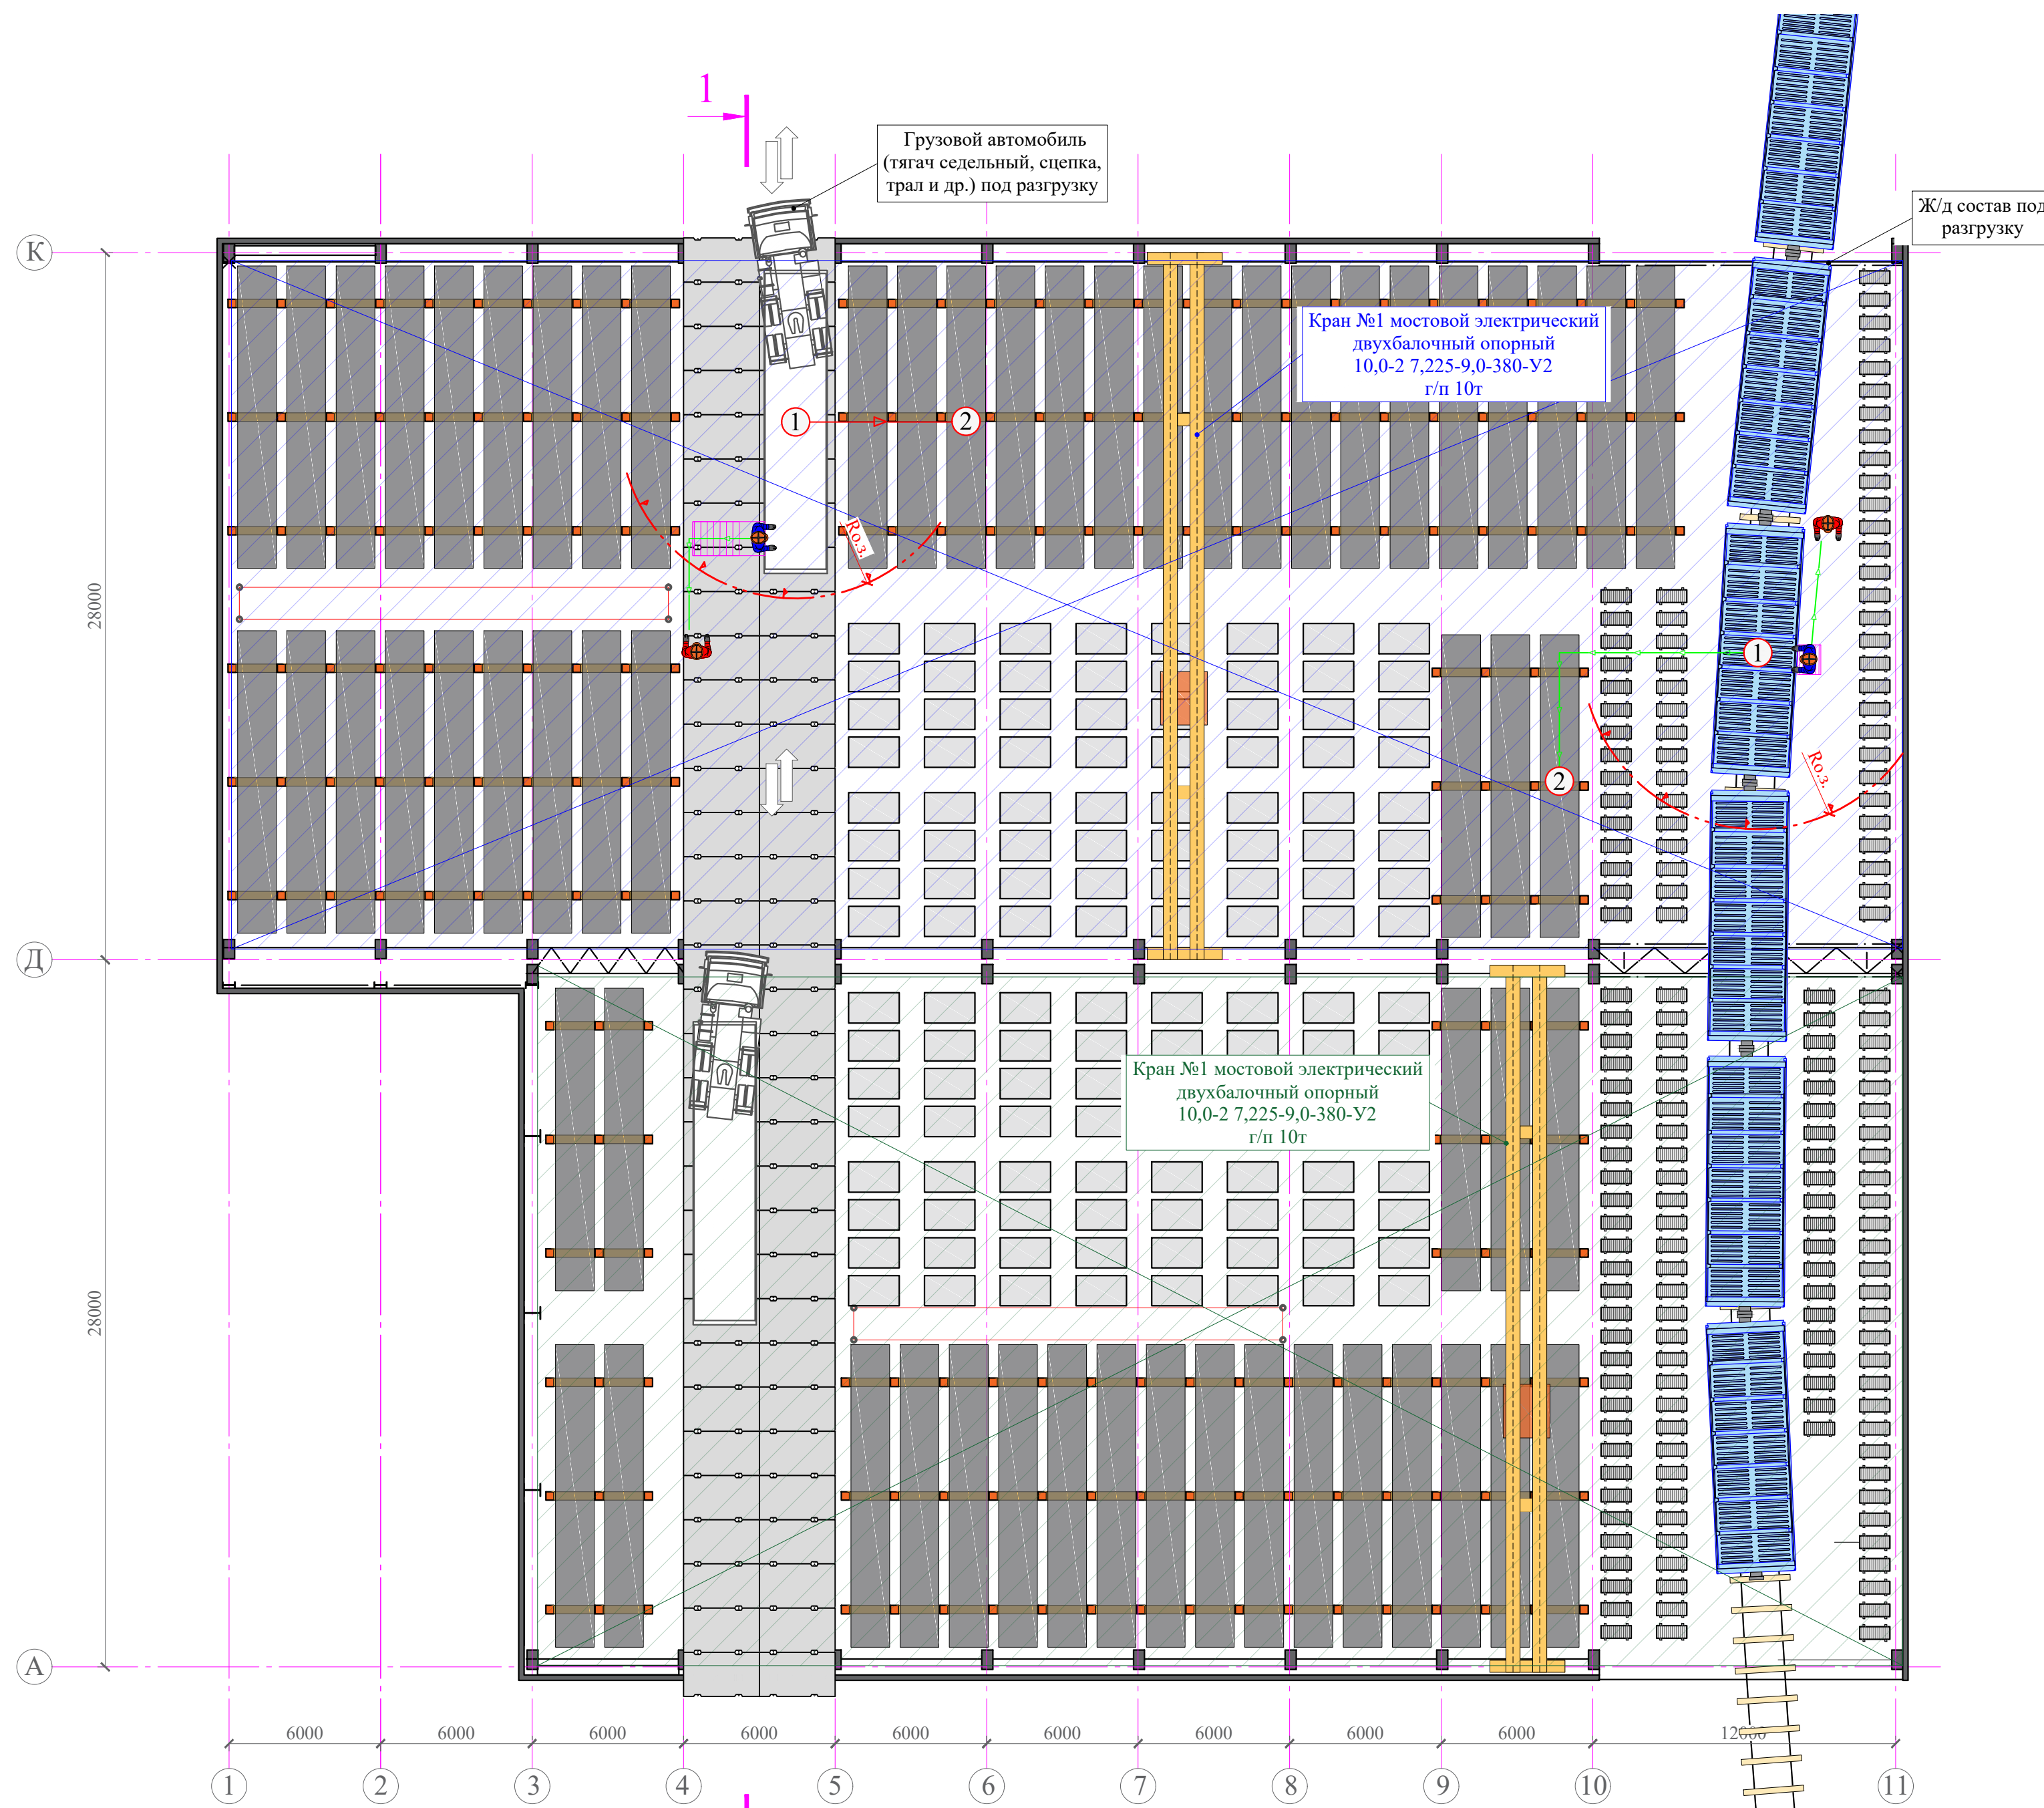 1
Грузовой автомобиль
(тягач седельный, сцепка,
трал и др.) под разгрузку
Ж/д состав под
разгрузку
К
Кран №1 мостовой электрический
двухбалочный опорный
10,0-2 7,225-9,0-380-У2
г/п 10т
1
2
Rо.з.
28000
1
2
Rо.з.
Д
Кран №1 мостовой электрический
двухбалочный опорный
10,0-2 7,225-9,0-380-У2
г/п 10т
28000
А
6000
6000
6000
6000
6000
6000
6000
6000
6000
12000
1
2
3
4
5
6
7
8
9
10
11